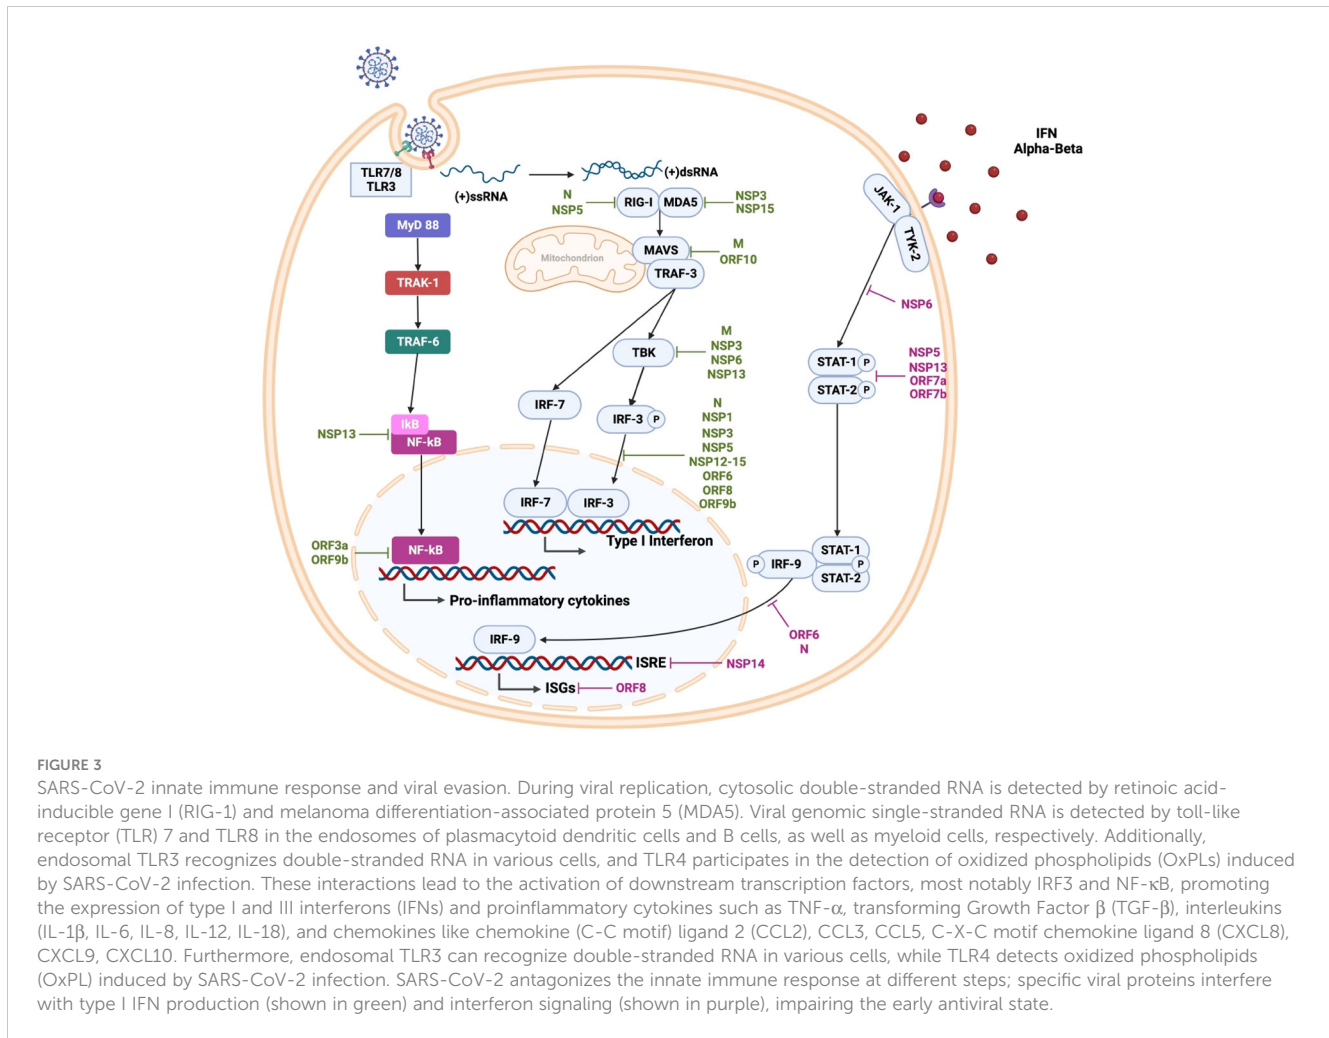 IFN
Alpha-Beta
TLR7/8
TLR3
(+)ssRNA
(+)dsRNA
N
NSP5
RIG-I
MDA5
NSP3
NSP15
JAK-1
TYK-2
MyD 88
Mitochondrion
MAVS
TRAF-3
M
ORF10
TRAK-1
NSP6
TRAF-6
TBK
M
NSP3
NSP6
NSP13
STAT-1
P
STAT-2
P
NSP5
NSP13
ORF7a
ORF7b
IRF-7
IRF-3
P
N
NSP1
NSP3
NSP5
NSP12-15
ORF6
ORF8
ORF9b
NSP13
IkB
NF-kB
IRF-7
IRF-3
Type I Interferon
ORF3a
ORF9b
NF-kB
Pro-inflammatory cytokines
P
IRF-9
STAT-1
P
STAT-2
ORF6
N
IRF-9
ISRE
NSP14
ISGs
ORF8
FIGURE 3
SARS-CoV-2 innate immune response and viral evasion. During viral replication, cytosolic double-stranded RNA is detected by retinoic acid-
inducible gene I (RIG-1) and melanoma differentiation-associated protein 5 (MDA5). Viral genomic single-stranded RNA is detected by toll-like
receptor (TLR) 7 and TLR8 in the endosomes of plasmacytoid dendritic cells and B cells, as well as myeloid cells, respectively. Additionally,
endosomal TLR3 recognizes double-stranded RNA in various cells, and TLR4 participates in the detection of oxidized phospholipids (OxPLs) induced
by SARS-CoV-2 infection. These interactions lead to the activation of downstream transcription factors, most notably IRF3 and NF-κB, promoting
the expression of type I and III interferons (IFNs) and proinflammatory cytokines such as TNF-α, transforming Growth Factor β (TGF-β), interleukins
(IL-1β, IL-6, IL-8, IL-12, IL-18), and chemokines like chemokine (C-C motif) ligand 2 (CCL2), CCL3, CCL5, C-X-C motif chemokine ligand 8 (CXCL8),
CXCL9, CXCL10. Furthermore, endosomal TLR3 can recognize double-stranded RNA in various cells, while TLR4 detects oxidized phospholipids
(OxPL) induced by SARS-CoV-2 infection. SARS-CoV-2 antagonizes the innate immune response at different steps; specific viral proteins interfere
with type I IFN production (shown in green) and interferon signaling (shown in purple), impairing the early antiviral state.